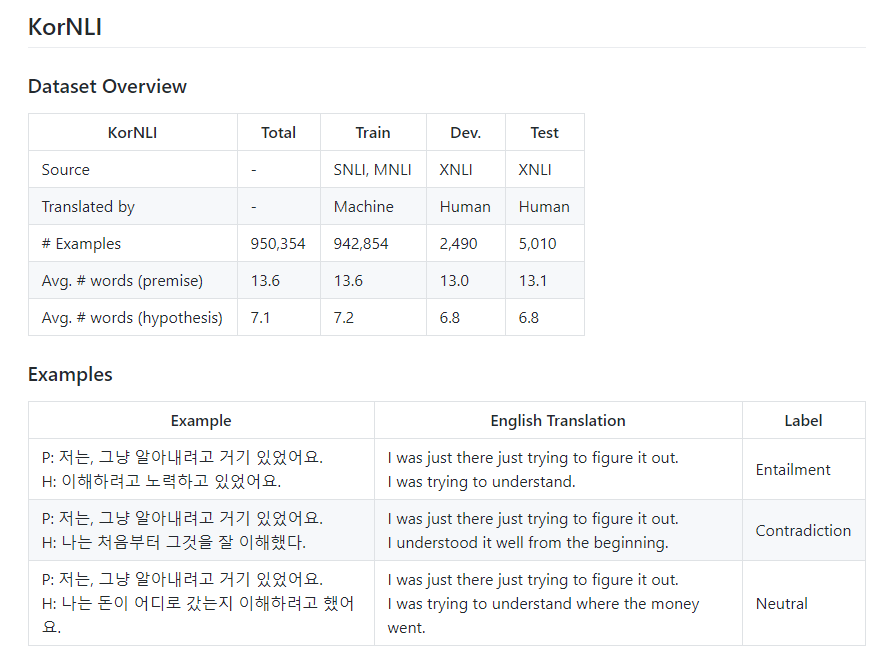 KorNLI
Dataset Overview
KorNLI Total Train Dev. Test
Source - SNLI, MNLI XNLI XNLI
Translated by - Machine Human Human
# Examples 950,354 942,854 2,490 5,010
Avg. # words (premise) 13.6 13.6 13.0 13.1
Avg. # words (hypothesis) 7.1 7.2 6.8 6.8
Examples
Example English Translation Label
P: 저는, 그냥 알아내려고 거기 있었어요.
H: 이해하려고 노력하고 있었어요.
I was just there just trying to figure it out.
I was trying to understand.
Entailment
P: 저는, 그냥 알아내려고 거기 있었어요.
H: 나는 처음부터 그것을 잘 이해했다.
I was just there just trying to figure it out.
I understood it well from the beginning.
Contradiction
P: 저는, 그냥 알아내려고 거기 있었어요.
H: 나는 돈이 어디로 갔는지 이해하려고 했어
요.
I was just there just trying to figure it out.
I was trying to understand where the money
went.
Neutral